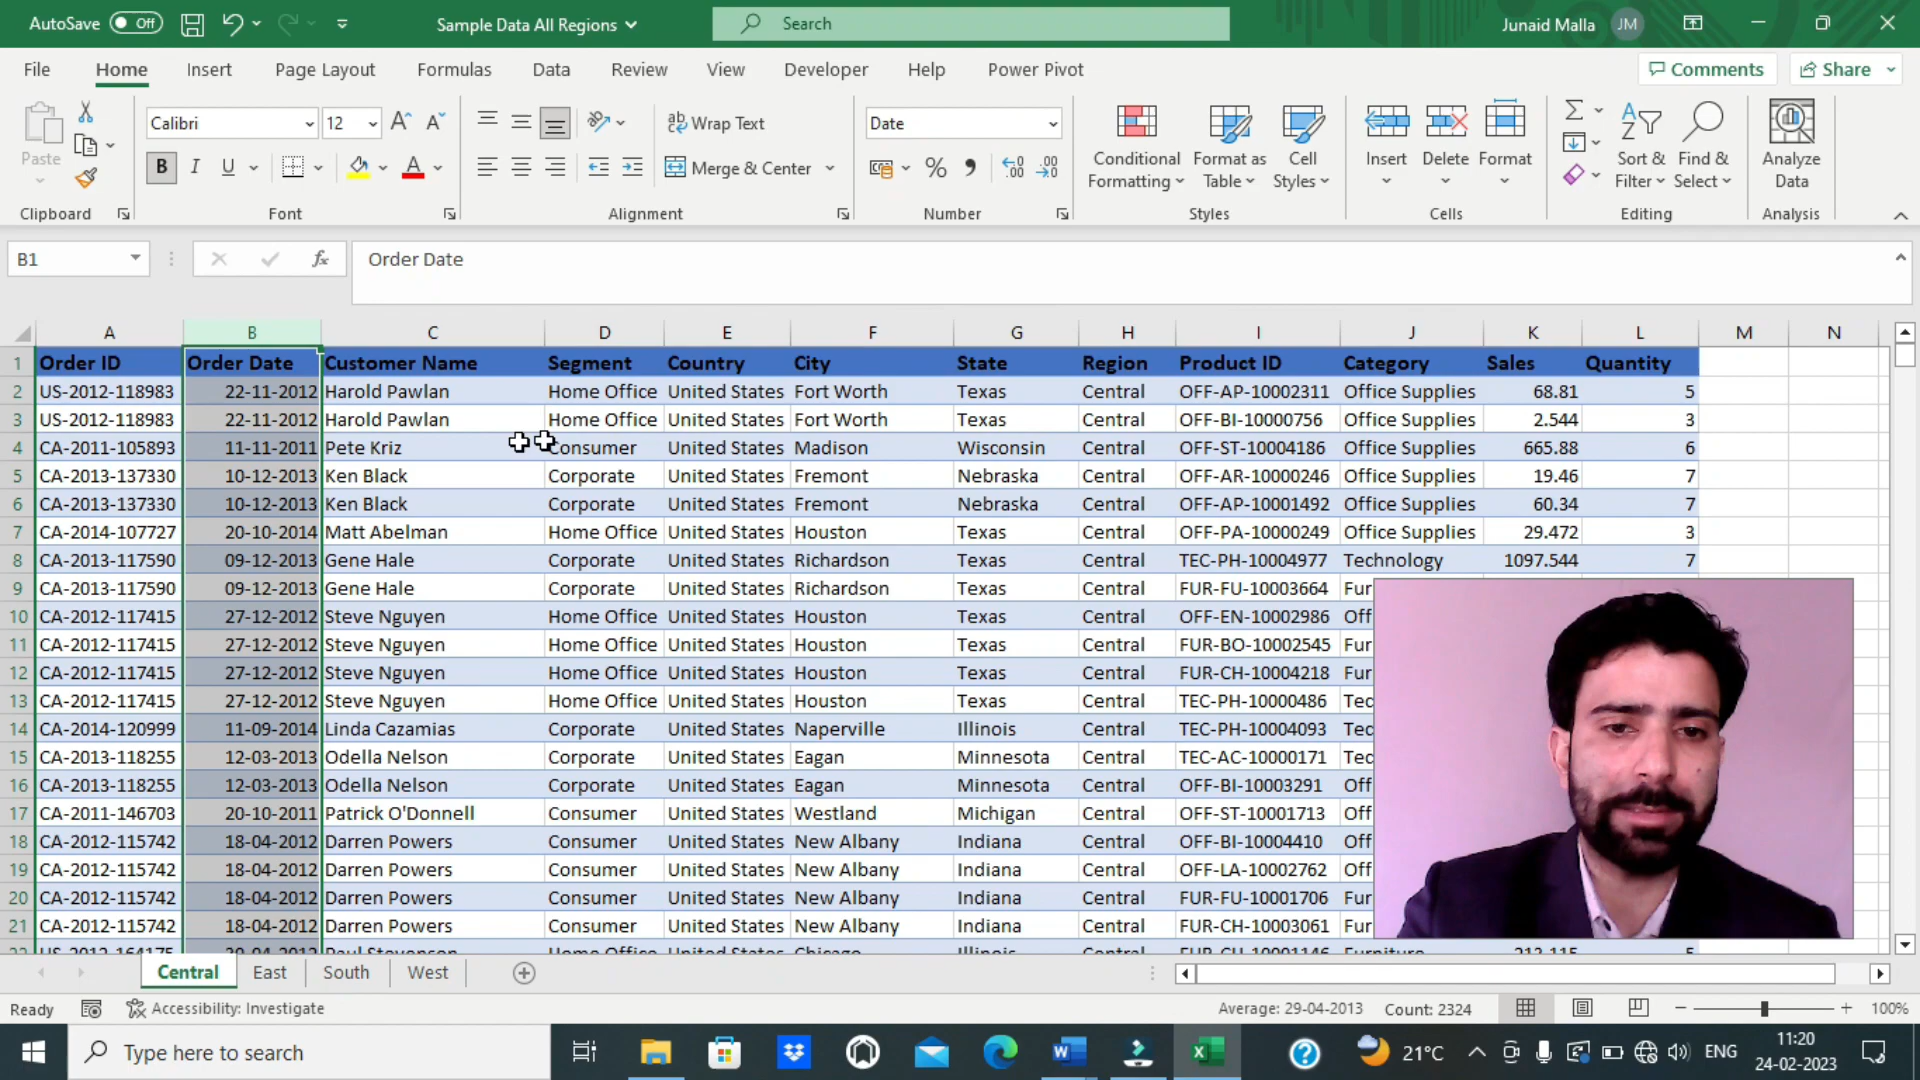 AutoSave Off Sample Data All Regions Search Junaid Malla JM
File Home Insert Page Layout Formulas Data Review View Developer Help Power Pivot Comments Share
Paste Calibri 12 Wrap Text Date Conditional Formatting Format as Table Cell Styles Insert Delete Format Sort & Filter Find & Select Analyze Data
B I U Merge & Center % 
Clipboard Font Alignment Number Styles Cells Editing Analysis
B1 fx Order Date
A B C D E F G H I J K L M N
1 Order ID Order Date Customer Name Segment Country City State Region Product ID Category Sales Quantity
2 US-2012-118983 22-11-2012 Harold Pawlan Home Office United States Fort Worth Texas Central OFF-AP-10002311 Office Supplies 68.81 5
3 US-2012-118983 22-11-2012 Harold Pawlan Home Office United States Fort Worth Texas Central OFF-BI-10000756 Office Supplies 2.544 3
4 CA-2011-105893 11-11-2011 Pete Kriz Consumer United States Madison Wisconsin Central OFF-ST-10004186 Office Supplies 665.88 6
5 CA-2013-137330 10-12-2013 Ken Black Corporate United States Fremont Nebraska Central OFF-AR-10000246 Office Supplies 19.46 7
6 CA-2013-137330 10-12-2013 Ken Black Corporate United States Fremont Nebraska Central OFF-AP-10001492 Office Supplies 60.34 7
7 CA-2014-107727 20-10-2014 Matt Abelman Home Office United States Houston Texas Central OFF-PA-10000249 Office Supplies 29.472 3
8 CA-2013-117590 09-12-2013 Gene Hale Corporate United States Richardson Texas Central TEC-PH-10004977 Technology 1097.544 7
9 CA-2013-117590 09-12-2013 Gene Hale Corporate United States Richardson Texas Central FUR-FU-10003664 Fur
10 CA-2012-117415 27-12-2012 Steve Nguyen Home Office United States Houston Texas Central OFF-EN-10002986 Off
11 CA-2012-117415 27-12-2012 Steve Nguyen Home Office United States Houston Texas Central FUR-BO-10002545 Fur
12 CA-2012-117415 27-12-2012 Steve Nguyen Home Office United States Houston Texas Central FUR-CH-10004218 Fur
13 CA-2012-117415 27-12-2012 Steve Nguyen Home Office United States Houston Texas Central TEC-PH-10000486 Tec
14 CA-2014-120999 11-09-2014 Linda Cazamias Corporate United States Naperville Illinois Central TEC-PH-10004093 Tec
15 CA-2013-118255 12-03-2013 Odella Nelson Corporate United States Eagan Minnesota Central TEC-AC-10000171 Tec
16 CA-2013-118255 12-03-2013 Odella Nelson Corporate United States Eagan Minnesota Central OFF-BI-10003291 Off
17 CA-2011-146703 20-10-2011 Patrick O'Donnell Consumer United States Westland Michigan Central OFF-ST-10001713 Off
18 CA-2012-115742 18-04-2012 Darren Powers Consumer United States New Albany Indiana Central OFF-BI-10004410 Off
19 CA-2012-115742 18-04-2012 Darren Powers Consumer United States New Albany Indiana Central OFF-LA-10002762 Off
20 CA-2012-115742 18-04-2012 Darren Powers Consumer United States New Albany Indiana Central FUR-FU-10001706 Fur
21 CA-2012-115742 18-04-2012 Darren Powers Consumer United States New Albany Indiana Central FUR-CH-10003061 Fur
Central East South West
Ready Accessibility: Investigate Average: 29-04-2013 Count: 2324 100%
Type here to search 21°C ENG 11:20
24-02-2023